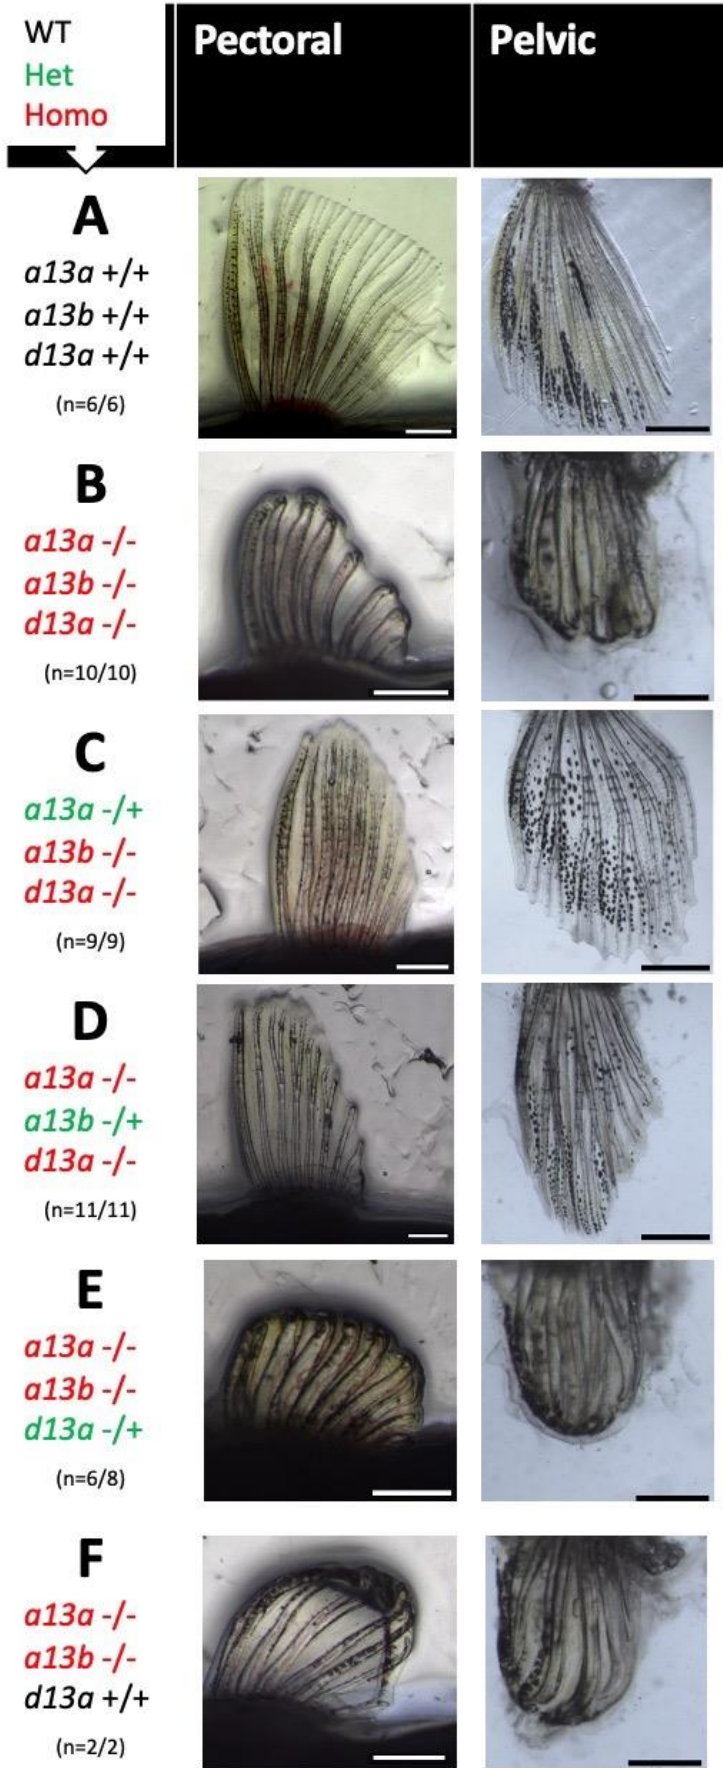 WT
Het
Homo
Pectoral
Pelvic
A
a13a +/+
a13b +/+
d13a +/+
(n=6/6)
B
a13a -/-
a13b -/-
d13a -/-
(n=10/10)
C
a13a -/+
a13b -/-
d13a -/-
(n=9/9)
D
a13a -/-
a13b -/+
d13a -/-
(n=11/11)
E
a13a -/-
a13b -/-
d13a -/+
(n=6/8)
F
a13a -/-
a13b -/-
d13a +/+
(n=2/2)